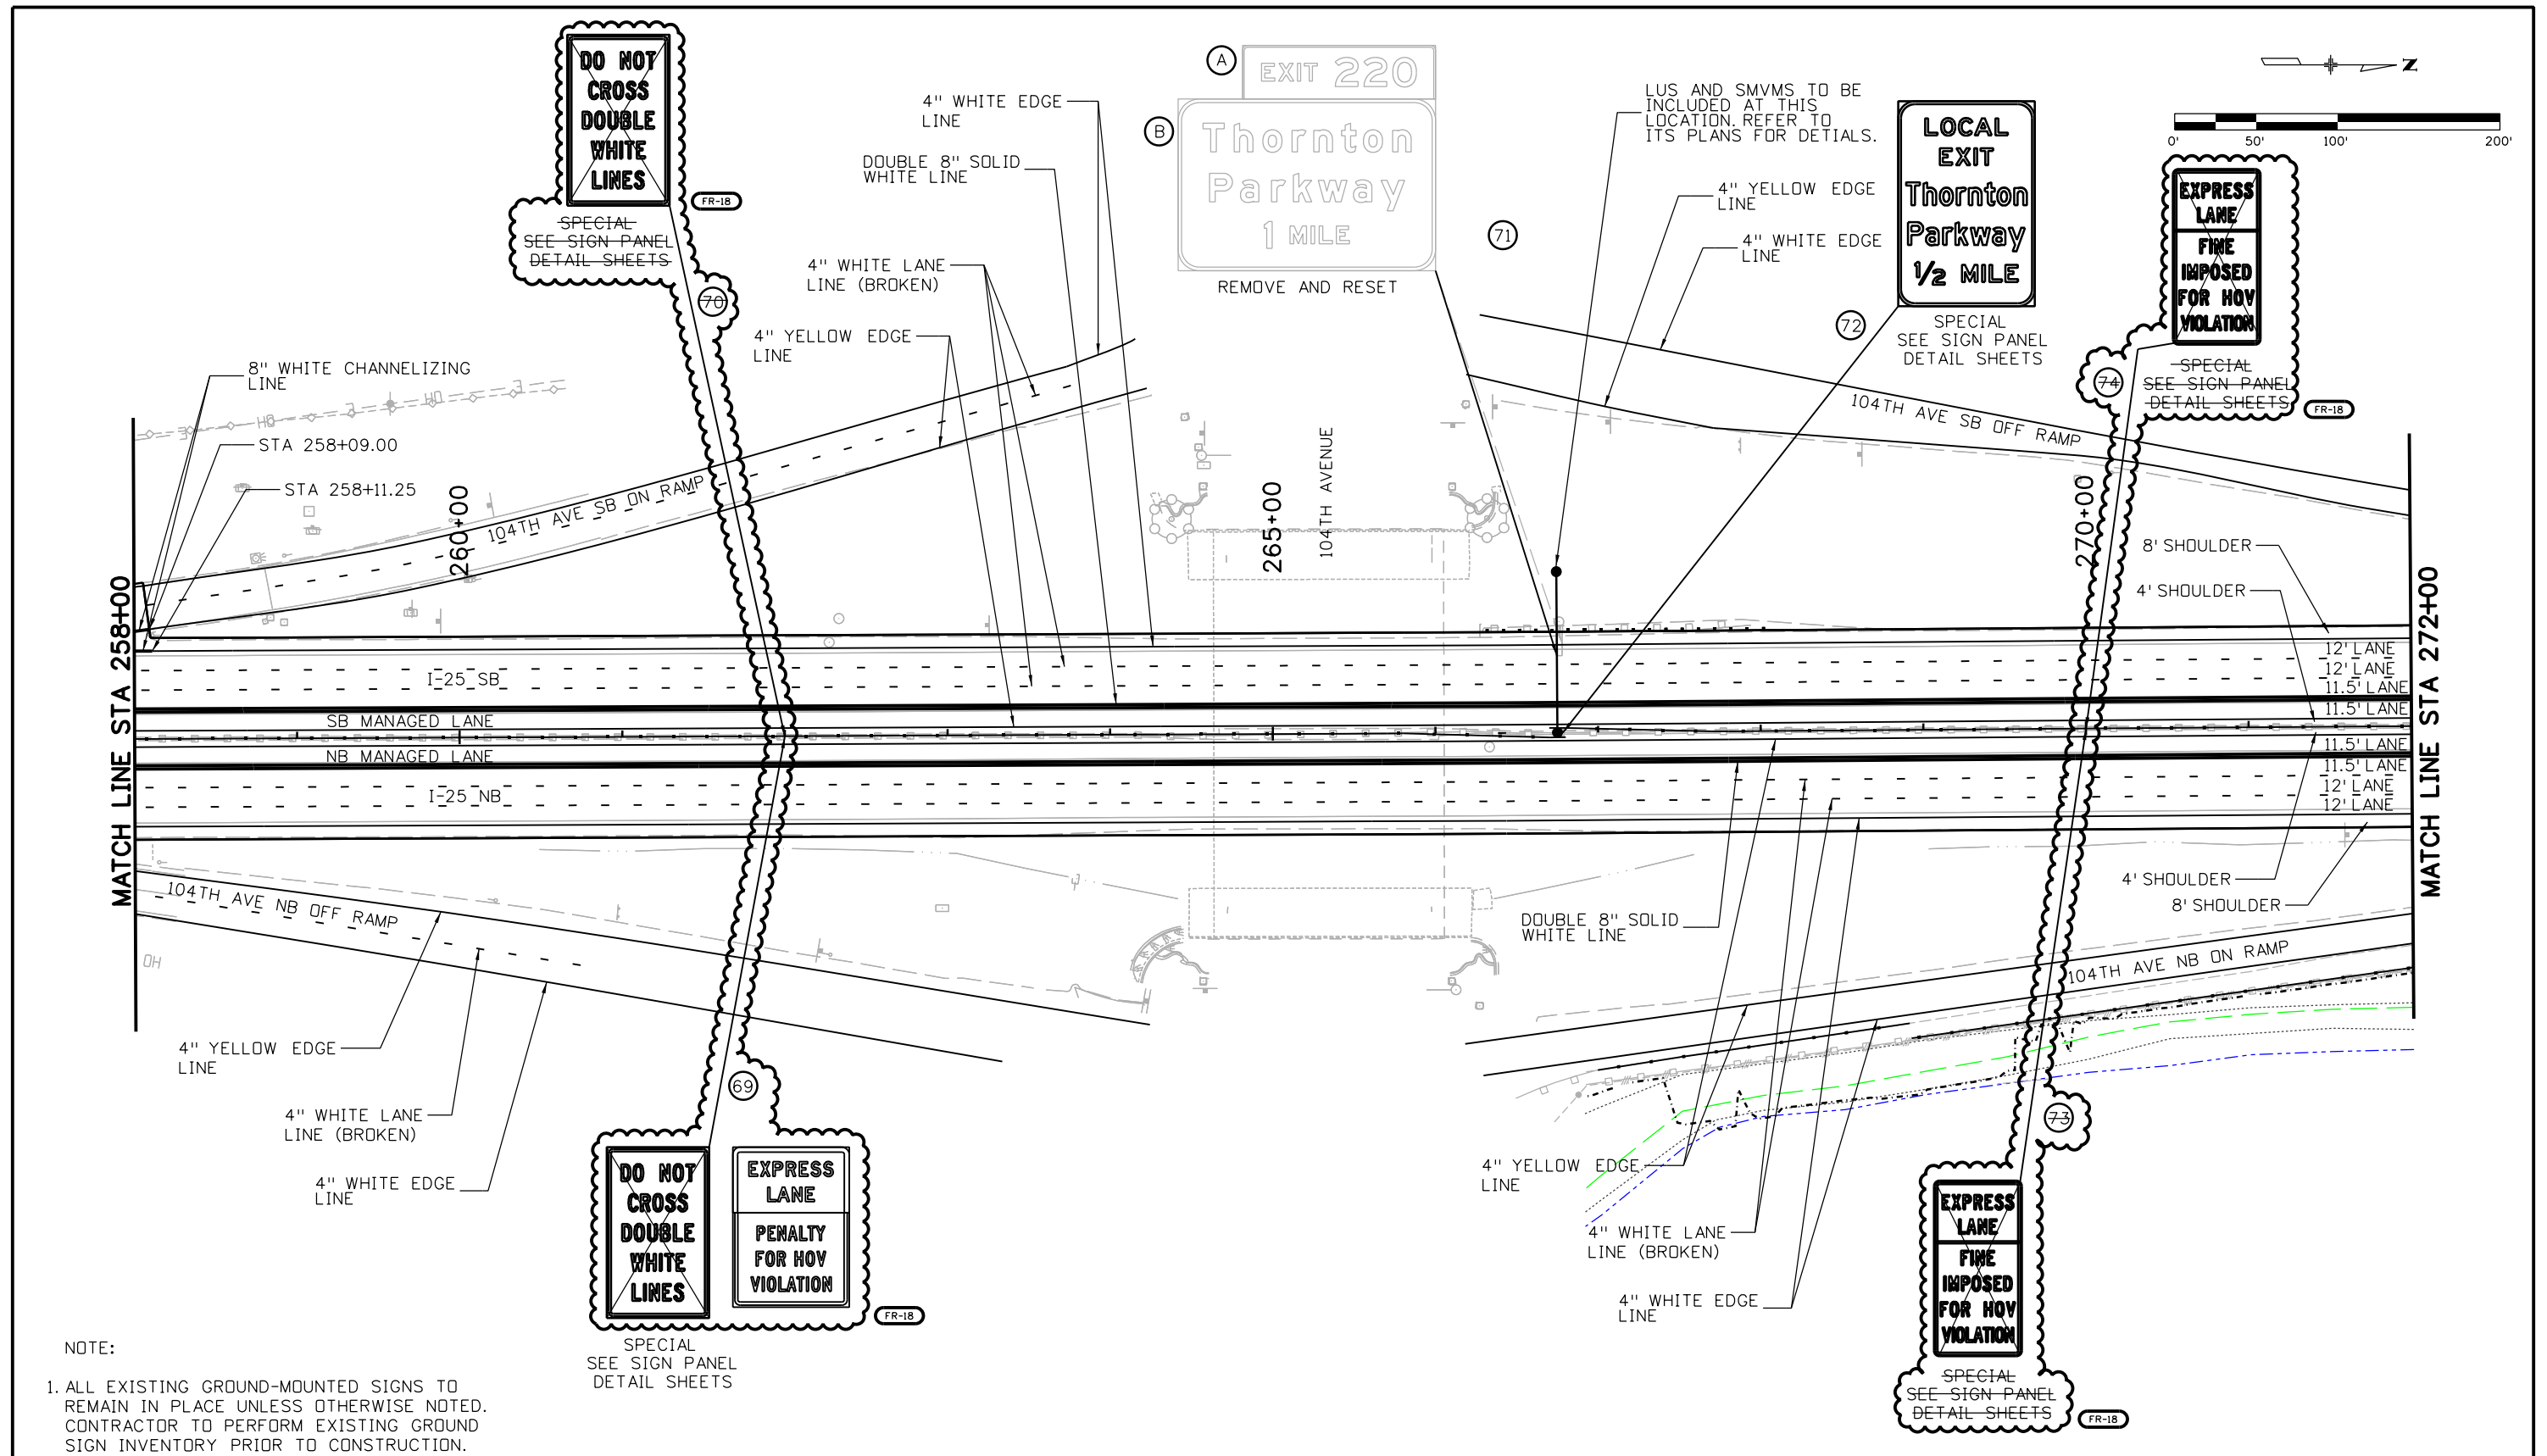 DO NOT
CROSS
DOUBLE
WHITE
LINES
FR-18
SPECIAL
SEE SIGN PANEL
DETAIL SHEETS
70
A
EXIT 220
B
Thornton
Parkway
1 MILE
REMOVE AND RESET
71
LUS AND SMVMS TO BE
INCLUDED AT THIS
LOCATION. REFER TO
ITS PLANS FOR DETIALS.
LOCAL
EXIT
Thornton
Parkway
1/2 MILE
72
SPECIAL
SEE SIGN PANEL
DETAIL SHEETS
N
0'
50'
100'
200'
EXPRESS
LANE
FINE
IMPOSED
FOR HOV
VIOLATION
74
SPECIAL
SEE SIGN PANEL
DETAIL SHEETS
FR-18
4" WHITE EDGE
LINE
DOUBLE 8" SOLID
WHITE LINE
4" WHITE LANE
LINE (BROKEN)
4" YELLOW EDGE
LINE
4" YELLOW EDGE
LINE
4" WHITE EDGE
LINE
8" WHITE CHANNELIZING
LINE
STA 258+09.00
STA 258+11.25
OH
OH
260+00
265+00
270+00
104TH AVENUE
104TH AVE SB ON RAMP
104TH AVE SB OFF RAMP
MATCH LINE STA 258+00
MATCH LINE STA 272+00
8' SHOULDER
4' SHOULDER
12' LANE
12' LANE
11.5' LANE
11.5' LANE
11.5' LANE
11.5' LANE
12' LANE
12' LANE
4' SHOULDER
8' SHOULDER
I-25 SB
SB MANAGED LANE
NB MANAGED LANE
I-25 NB
104TH AVE NB OFF RAMP
104TH AVE NB ON RAMP
OH
4" YELLOW EDGE
LINE
4" WHITE LANE
LINE (BROKEN)
4" WHITE EDGE
LINE
69
DO NOT
CROSS
DOUBLE
WHITE
LINES
EXPRESS
LANE
PENALTY
FOR HOV
VIOLATION
FR-18
SPECIAL
SEE SIGN PANEL
DETAIL SHEETS
DOUBLE 8" SOLID
WHITE LINE
4" YELLOW EDGE
LINE
4" WHITE LANE
LINE (BROKEN)
4" WHITE EDGE
LINE
73
EXPRESS
LANE
FINE
IMPOSED
FOR HOV
VIOLATION
SPECIAL
SEE SIGN PANEL
DETAIL SHEETS
FR-18
NOTE:
1. ALL EXISTING GROUND-MOUNTED SIGNS TO
REMAIN IN PLACE UNLESS OTHERWISE NOTED.
CONTRACTOR TO PERFORM EXISTING GROUND
SIGN INVENTORY PRIOR TO CONSTRUCTION.